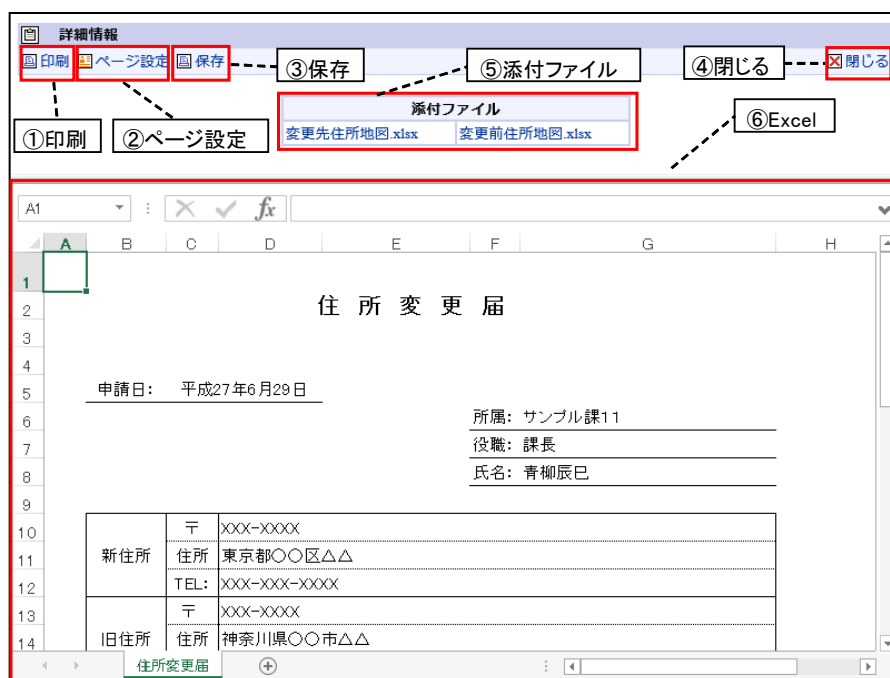 詳細情報
印刷 ページ設定 保存 閉じる
③保存 ⑤添付ファイル ④閉じる
添付ファイル
変更先住所地図.xlsx 変更前住所地図.xlsx
①印刷 ②ページ設定 ⑥Excel
A1 fx
A B C D E F G H
1
2 住所変更届
3
4
5 申請日: 平成27年6月29日
6 所属: サンプル課11
7 役職: 課長
8 氏名: 青柳辰巳
9
10 〒 XXX-XXXX
11 新住所 住所 東京都〇〇区△△
12 TEL: XXX-XXX-XXXX
13 〒 XXX-XXXX
14 旧住所 住所 神奈川県〇〇市△△
住所変更届